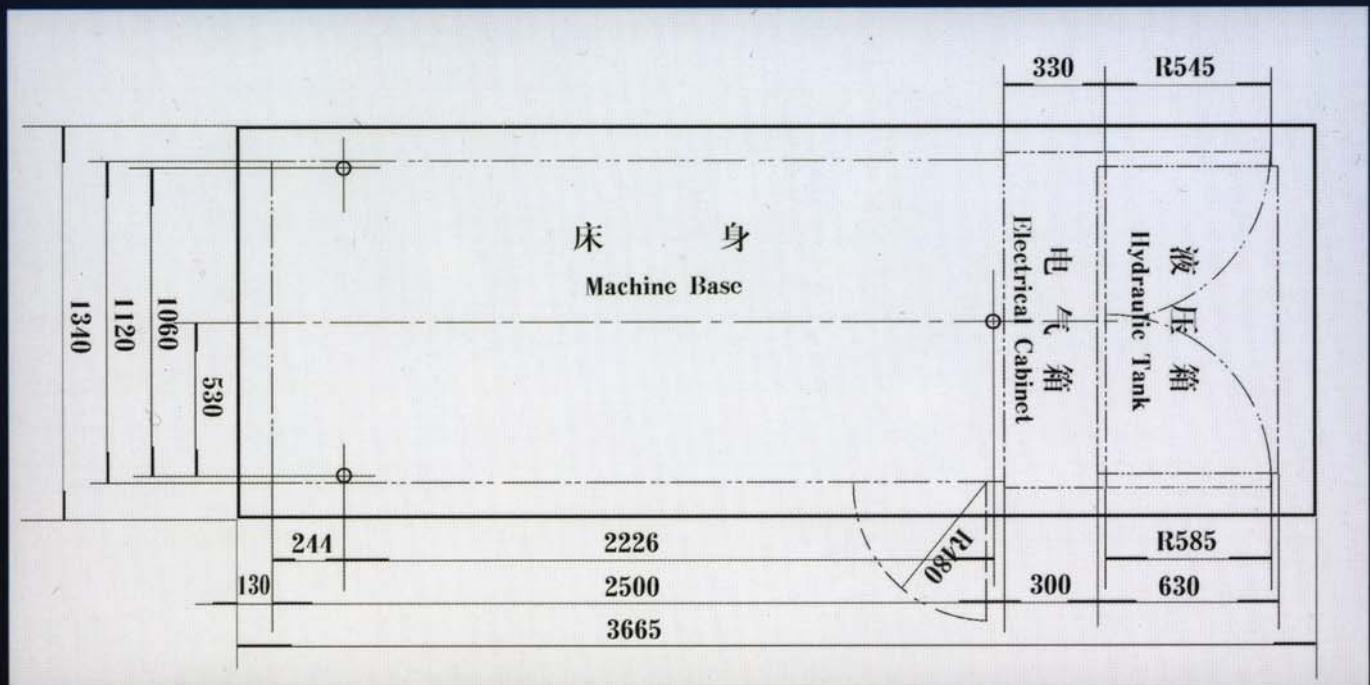 330
R545
床 身
Machine Base
电气箱
Electrical Cabinet
液压箱
Hydraulic Tank
1340
1120
1060
530
244
2226
R480
R585
130
2500
300
630
3665